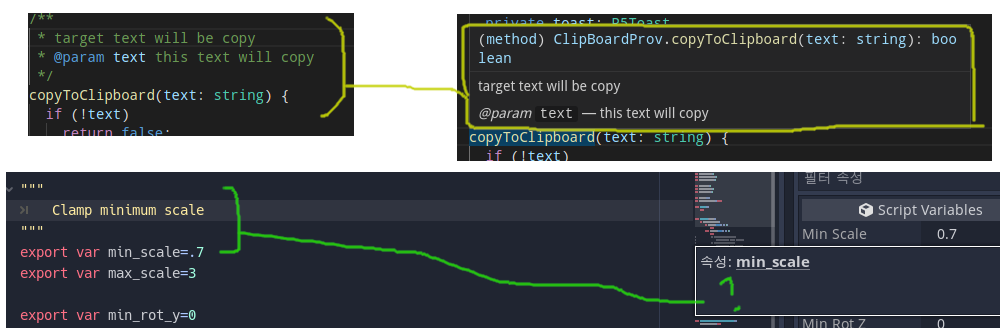 /**
* target text will be copy
* @param text this text will copy
*/
copyToClipboard(text: string) {
if (!text)
return false;
private toast: P5Toast
(method) ClipBoardProv.copyToClipboard(text: string): boo
lean
target text will be copy
@param text — this text will copy
copyToClipboard(text: string) {
if (!text)
"""
Clamp minimum scale
"""
export var min_scale=.7
export var max_scale=3
export var min_rot_y=0
필터 속성
Script Variables
Min Scale 0.7
속성: min_scale
?
Min Rot Z 0